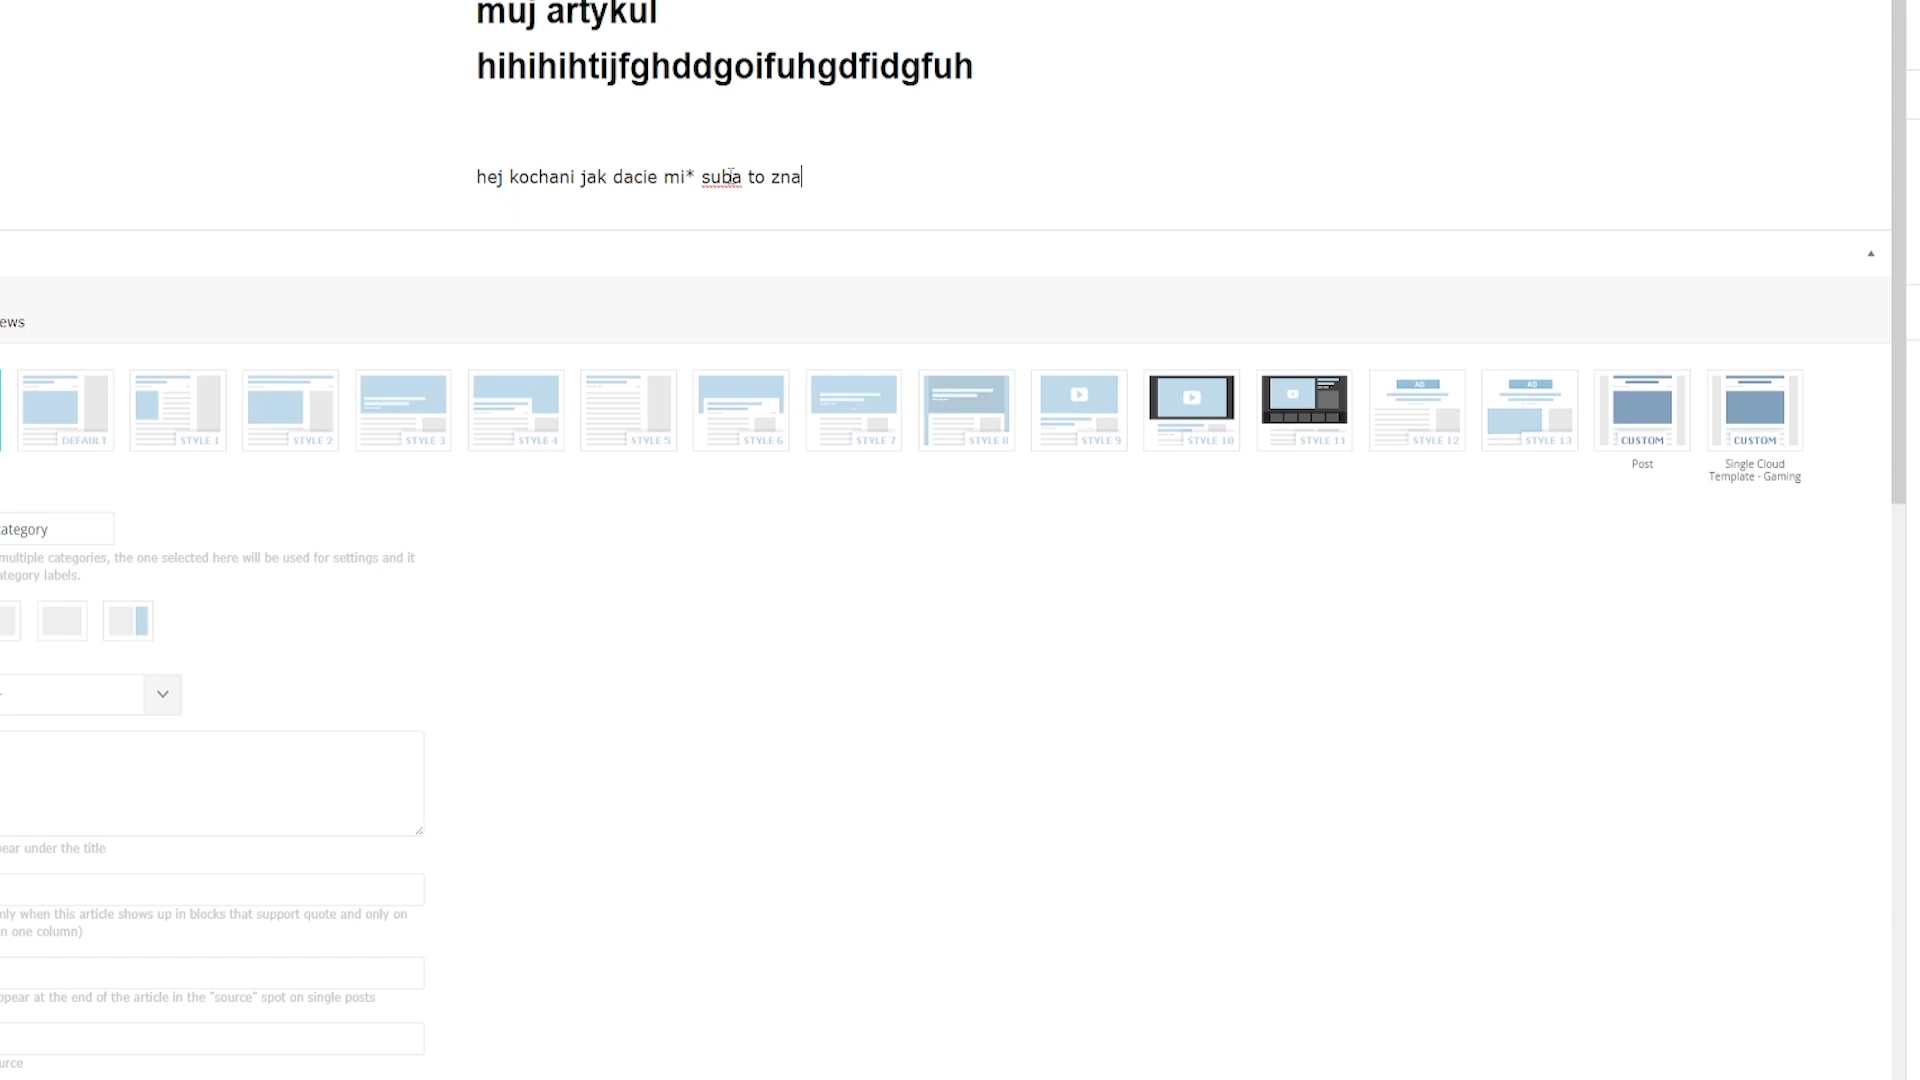 muj artykul
hihihihtijfghddgoifuhgdfidgfuh
hej kochani jak dacie mi* suba to zna
ews
DEFAULT
STYLE 1
STYLE 2
STYLE 3
STYLE 4
STYLE 5
STYLE 6
STYLE 7
STYLE 8
STYLE 9
STYLE 10
STYLE 11
AD
STYLE 12
AD
STYLE 13
CUSTOM
Post
CUSTOM
Single Cloud
Template - Gaming
ategory
multiple categories, the one selected here will be used for settings and it
ategory labels.
pear under the title
nly when this article shows up in blocks that support quote and only on
n one column)
ppear at the end of the article in the "source" spot on single posts
urce